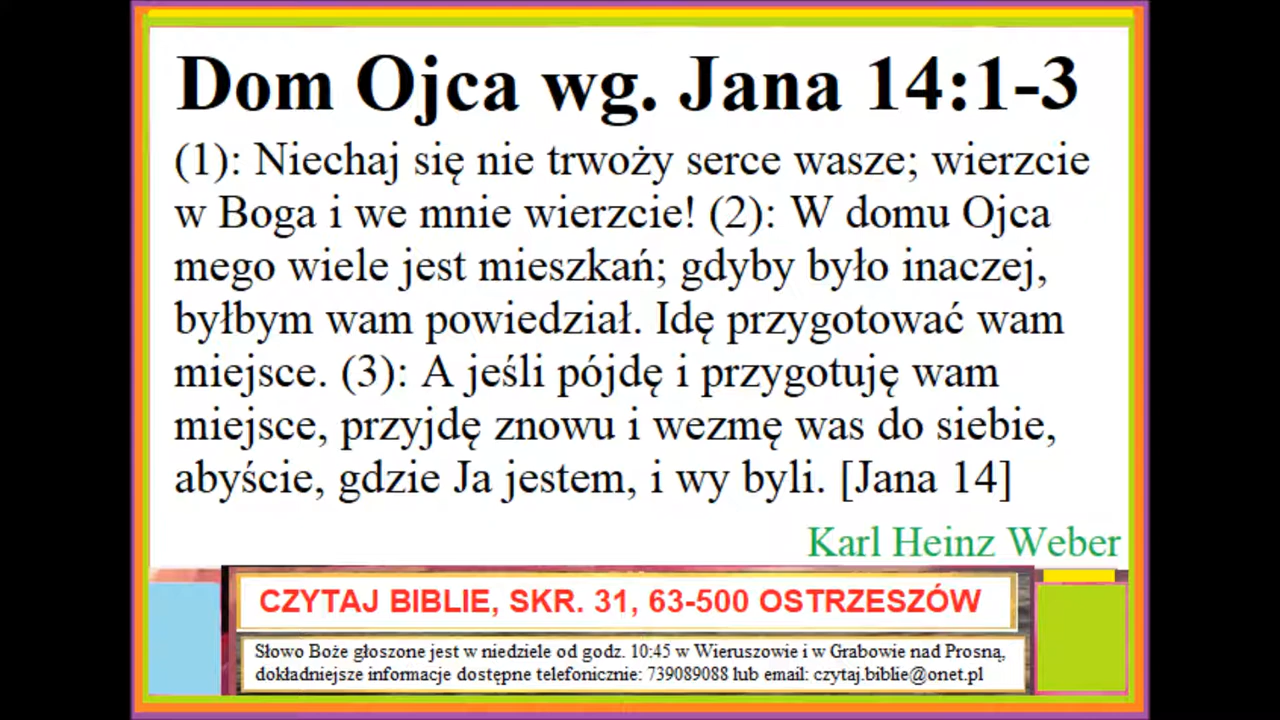 Dom Ojca wg. Jana 14:1-3
(1): Niechaj się nie trwoży serce wasze; wierzcie
w Boga i we mnie wierzcie! (2): W domu Ojca
mego wiele jest mieszkań; gdyby było inaczej,
byłbym wam powiedział. Idę przygotować wam
miejsce. (3): A jeśli pójdę i przygotuję wam
miejsce, przyjdę znowu i wezmę was do siebie,
abyście, gdzie Ja jestem, i wy byli. [Jana 14]
Karl Heinz Weber
CZYTAJ BIBLIE, SKR. 31, 63-500 OSTRZESZÓW
Słowo Boże głoszone jest w niedziele od godz. 10:45 w Wieruszowie i w Grabowie nad Prosną,
dokładniejsze informacje dostępne telefonicznie: 739089088 lub email: czytaj.biblie@onet.pl